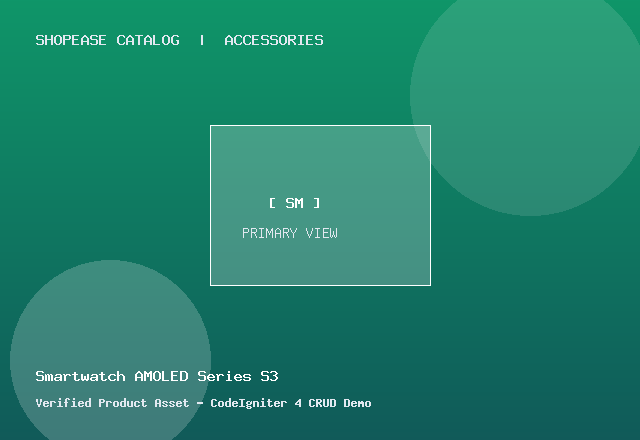 SHOPEASE CATALOG | ACCESSORIES
[ SM ]
PRIMARY VIEW
Smartwatch AMOLED Series S3
Verified Product Asset - CodeIgniter 4 CRUD Demo